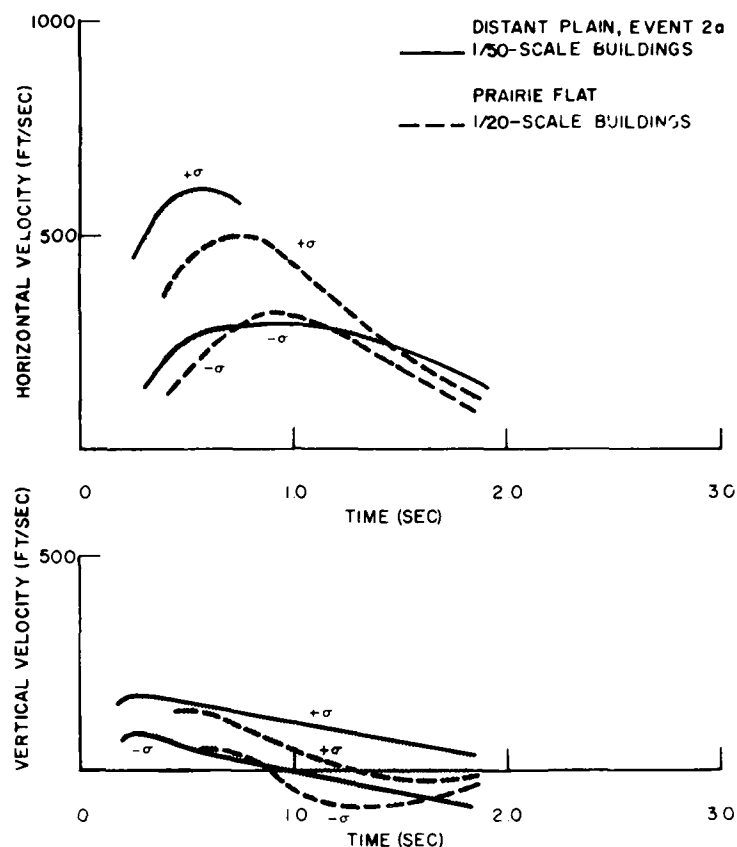 1000
DISTANT PLAIN, EVENT 2a
1/50-SCALE BUILDINGS
PRAIRIE FLAT
1/20-SCALE BUILDINGS
HORIZONTAL VELOCITY (FT/SEC)
+σ
500
+σ
-σ
-σ
0
1.0
2.0
3.0
TIME (SEC)
VERTICAL VELOCITY (FT/SEC)
500
+σ
-σ
+σ
0
1.0
-σ
2.0
3.0
TIME (SEC)